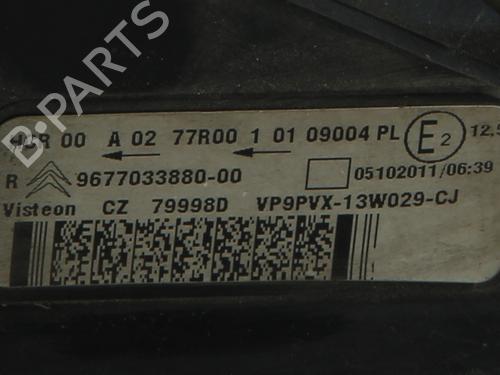 B-PARTS
00 A 02 77R00 1 01 09004 PL E2 12,5
R 9677033880-00 05102011/06:39
Visteon CZ 79998D VP9PVX-13W029-CJ